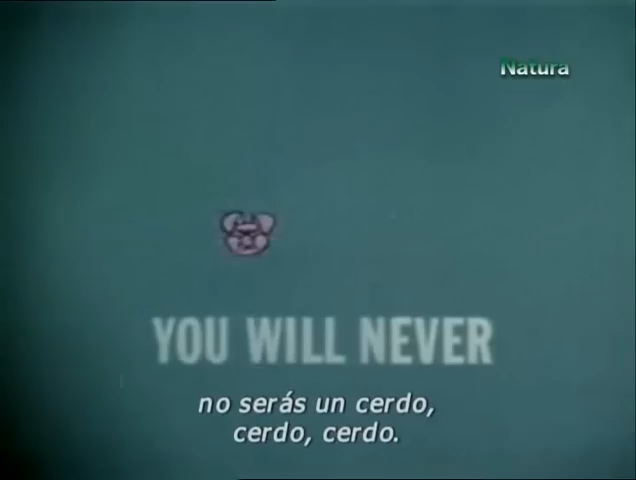 Natura
YOU WILL NEVER
no serás un cerdo,
cerdo, cerdo.